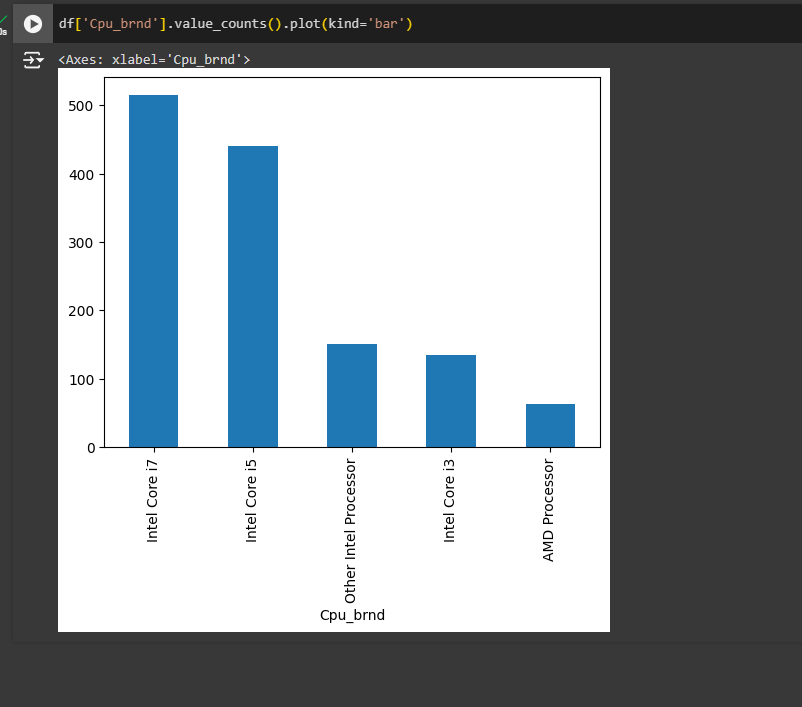 df['Cpu_brnd'].value_counts().plot(kind='bar')
0s
<Axes: xlabel='Cpu_brnd'>
500
400
300
200
100
0
Intel Core i7
Intel Core i5
Other Intel Processor
Intel Core i3
AMD Processor
Cpu_brnd